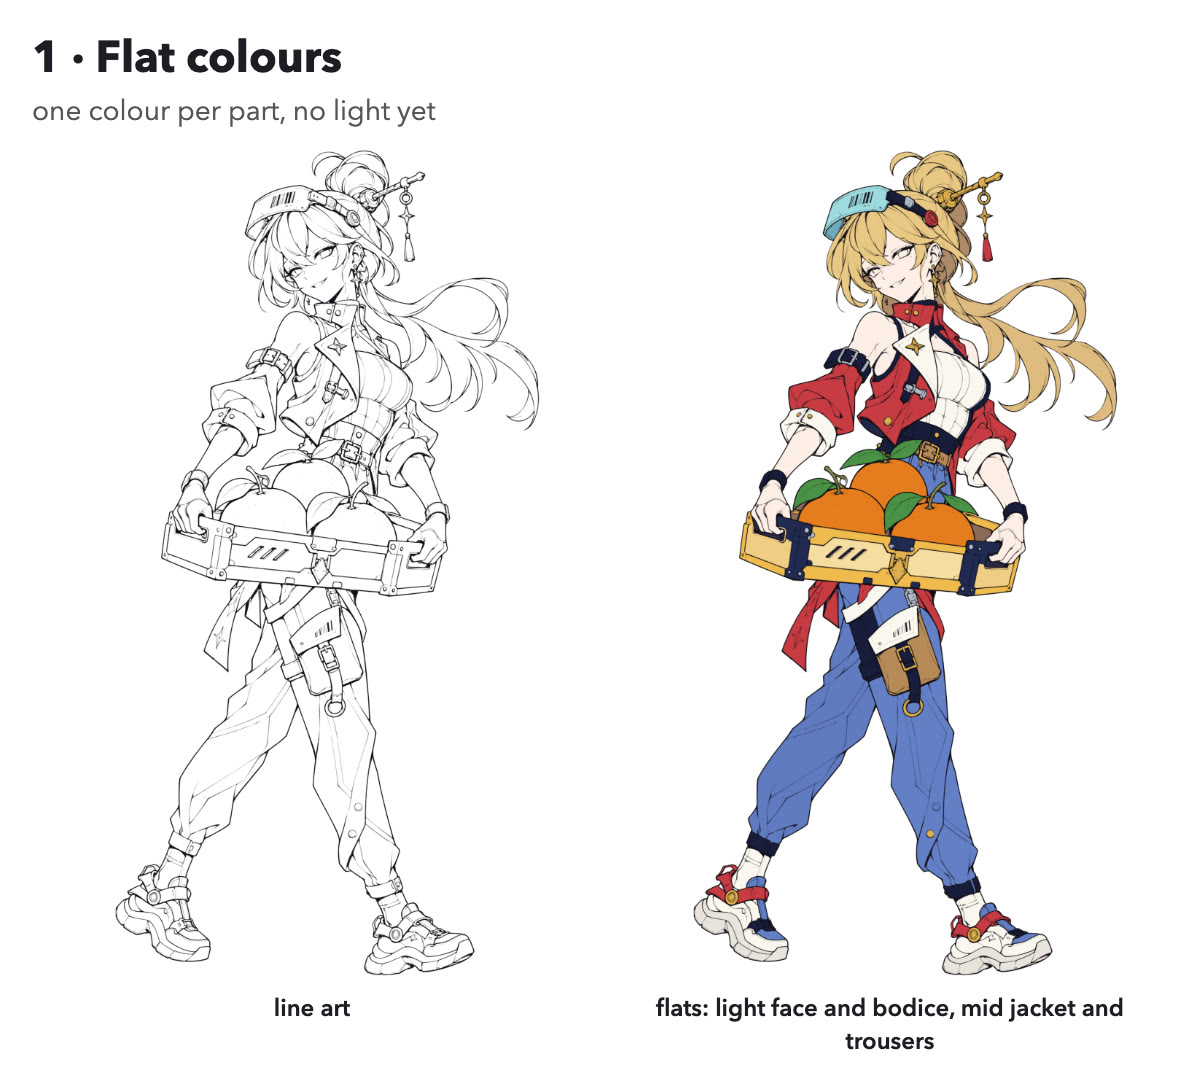 1 · Flat colours
one colour per part, no light yet
line art
flats: light face and bodice, mid jacket and
trousers